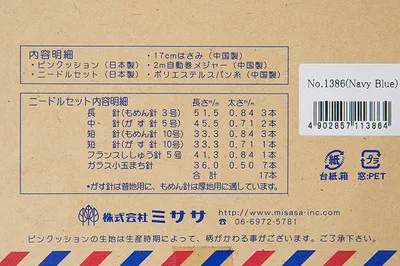 内容明細
・17cmはさみ(中国製)
・ピンクッション(日本製)
・2m自動巻メジャー(中国製)
・ニードルセット(日本製)
・ポリエステルスパン糸(中国製)
No.1386(Navy Blue)
4902857113864
ニードルセット内容明細
長さm/m 太さm/m
長 針(もめん針 3号) 51.5 0.84 3本
中 針(がす針 5号) 45.5 0.71 2本
短 針(もめん針 10号) 33.3 0.84 3本
短 針(がす針 10号) 33.3 0.71 2本
フランスししゅう針 5号 41.3 0.84 1本
ガラス小玉まち針 36.0 0.50 7本
合計 17本
・がす針は普地用に、もめん針は厚地用に適しています。
紙
台紙.箱
プラ
窓:PET
株式会社ミササ
http://www.misasa-inc.com/
☎ 06-6972-5781
ピンクッションの生地は生産時期によって、柄がかわる事がございます。ご了承下さい。